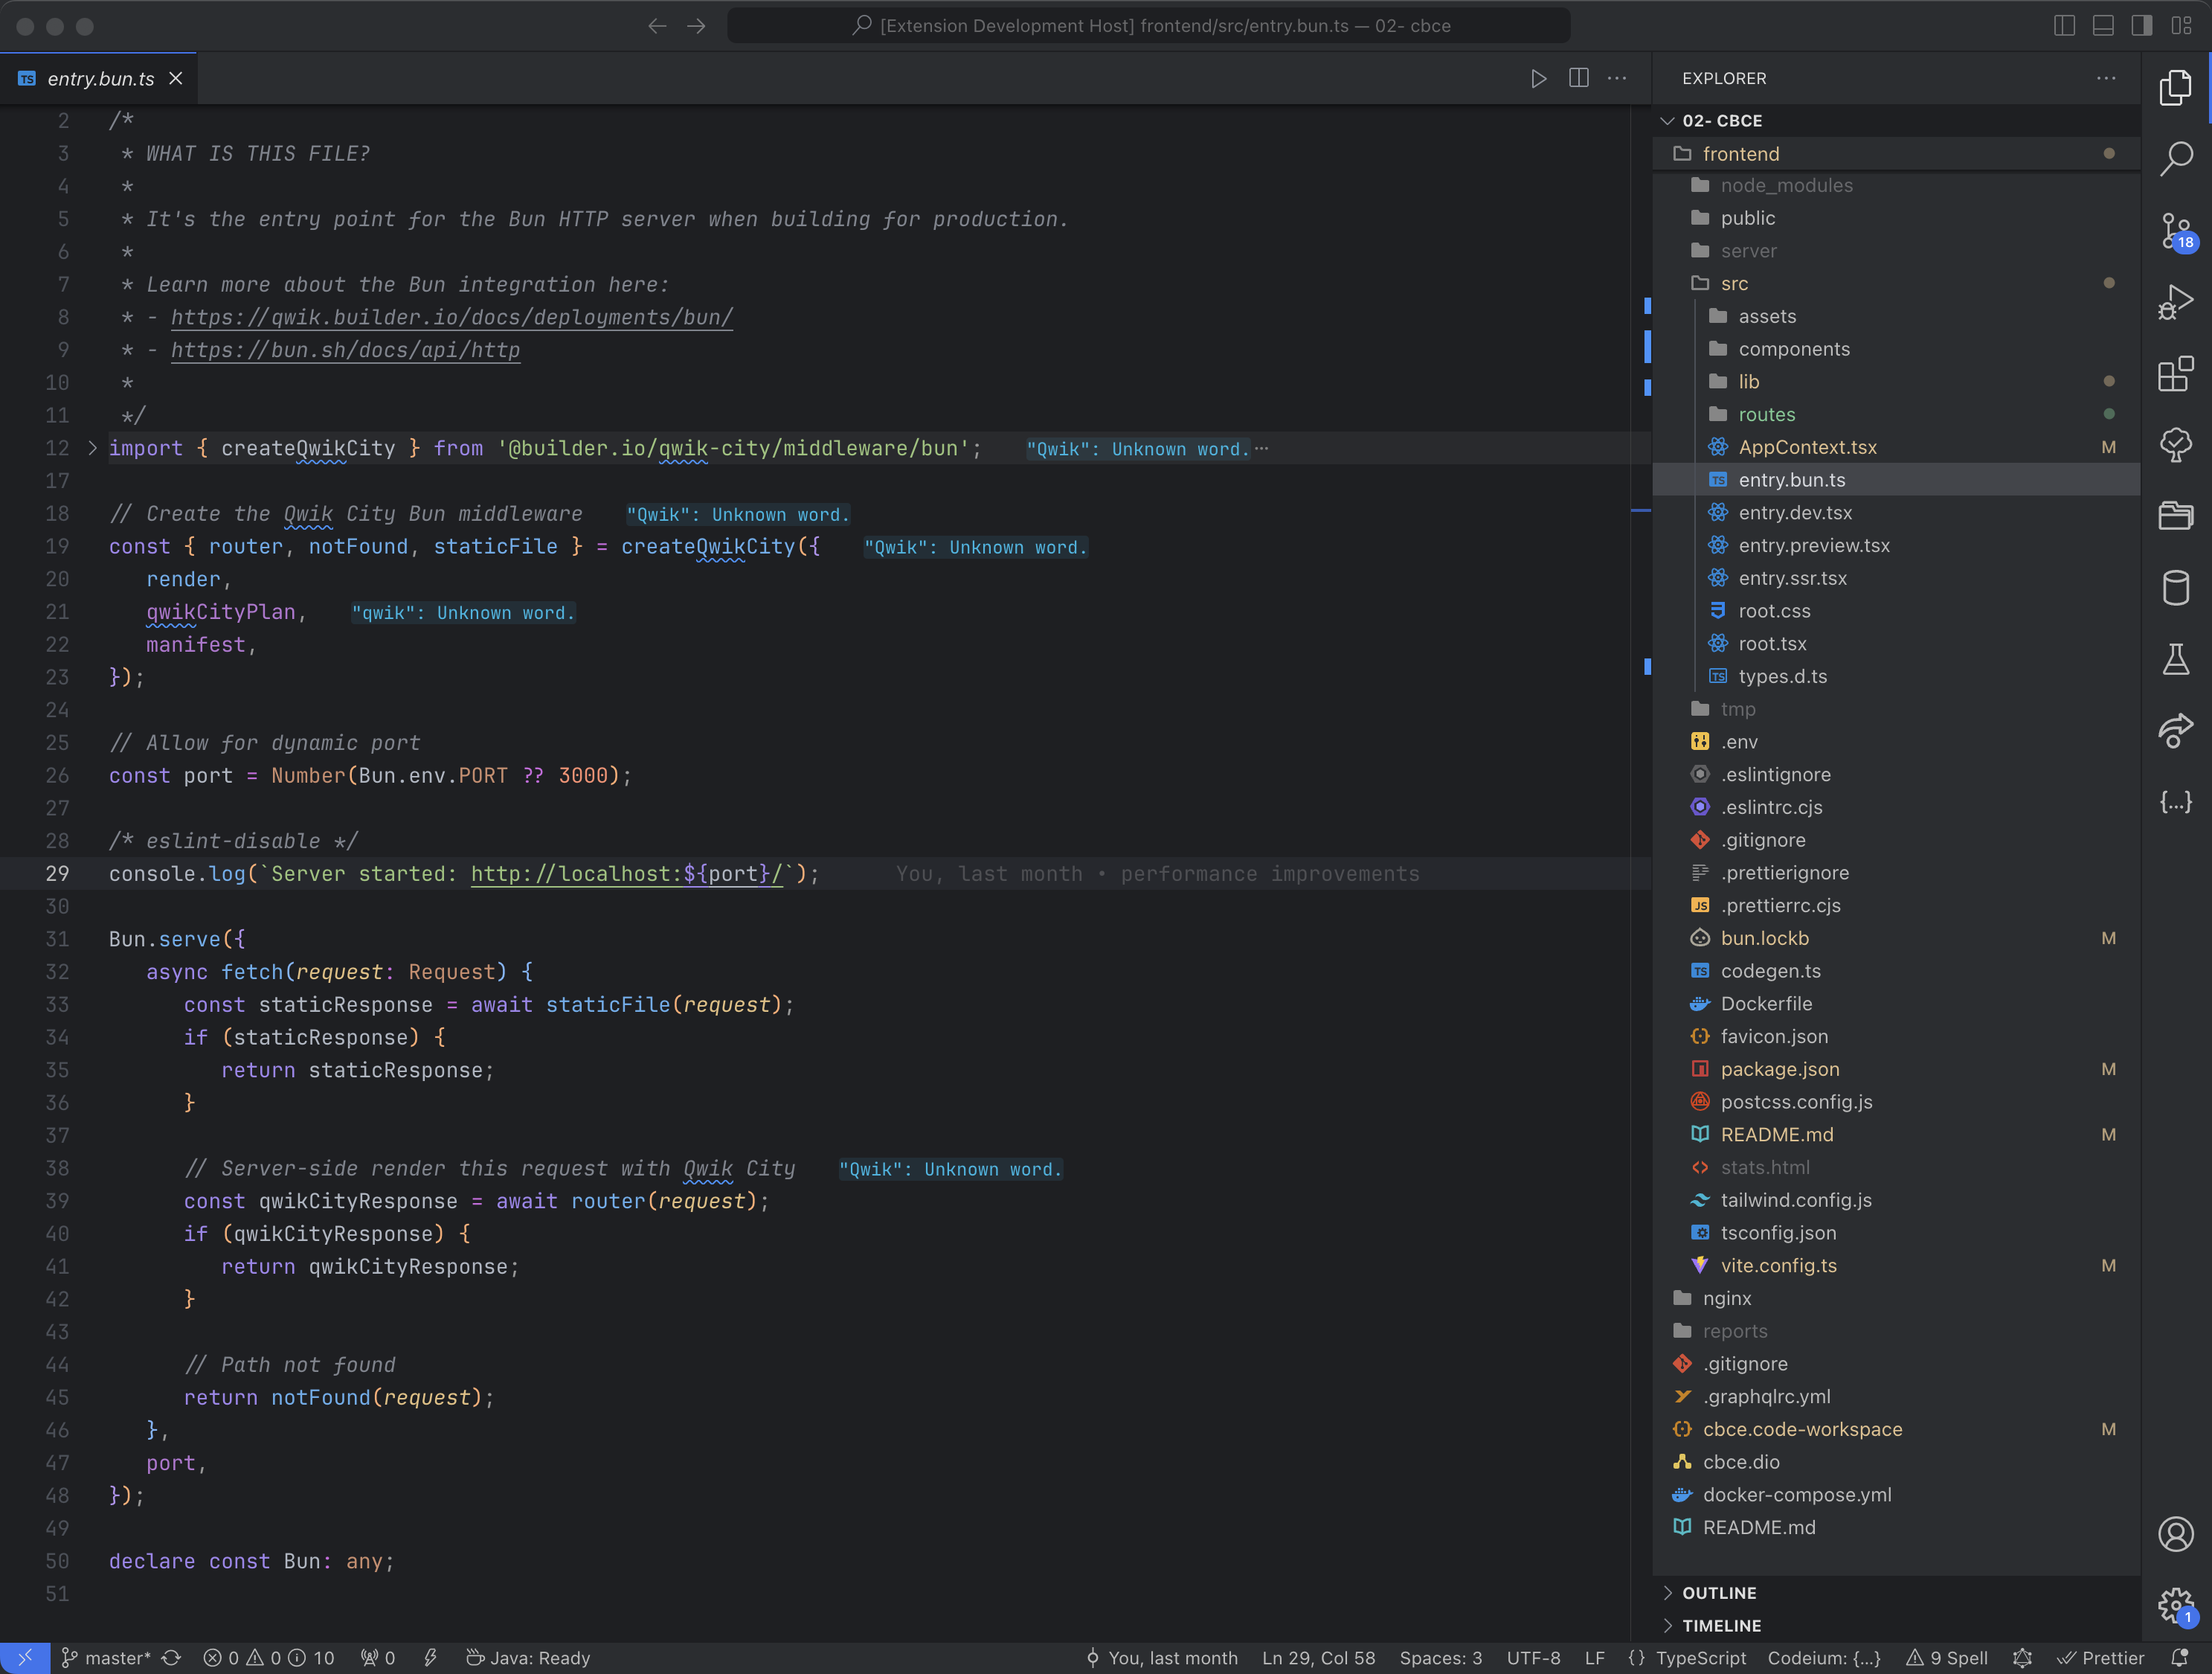 [Extension Development Host] frontend/src/entry.bun.ts — 02- cbce
TS entry.bun.ts
2 /*
3 * WHAT IS THIS FILE?
4 *
5 * It's the entry point for the Bun HTTP server when building for production.
6 *
7 * Learn more about the Bun integration here:
8 * - https://qwik.builder.io/docs/deployments/bun/
9 * - https://bun.sh/docs/api/http
10 *
11 */
12 import { createQwikCity } from '@builder.io/qwik-city/middleware/bun'; "Qwik": Unknown word. ···
17
18 // Create the Qwik City Bun middleware "Qwik": Unknown word.
19 const { router, notFound, staticFile } = createQwikCity({ "Qwik": Unknown word.
20 render,
21 qwikCityPlan, "qwik": Unknown word.
22 manifest,
23 });
24
25 // Allow for dynamic port
26 const port = Number(Bun.env.PORT ?? 3000);
27
28 /* eslint-disable */
29 console.log(`Server started: http://localhost:${port}/`); You, last month • performance improvements
30
31 Bun.serve({
32 async fetch(request: Request) {
33 const staticResponse = await staticFile(request);
34 if (staticResponse) {
35 return staticResponse;
36 }
37
38 // Server-side render this request with Qwik City "Qwik": Unknown word.
39 const qwikCityResponse = await router(request);
40 if (qwikCityResponse) {
41 return qwikCityResponse;
42 }
43
44 // Path not found
45 return notFound(request);
46 },
47 port,
48 });
49
50 declare const Bun: any;
51
EXPLORER
02- CBCE
frontend
node_modules
public
server
src
assets
components
lib
routes
AppContext.tsx M
TS entry.bun.ts
entry.dev.tsx
entry.preview.tsx
entry.ssr.tsx
root.css
root.tsx
TS types.d.ts
tmp
.env
.eslintignore
.eslintrc.cjs
.gitignore
.prettierignore
JS .prettierrc.cjs
bun.lockb M
TS codegen.ts
Dockerfile
favicon.json
package.json M
postcss.config.js
README.md M
stats.html
tailwind.config.js
tsconfig.json
vite.config.ts M
nginx
reports
.gitignore
.graphqlrc.yml
cbce.code-workspace M
cbce.dio
docker-compose.yml
README.md
OUTLINE
TIMELINE
18
{...}
1
master* 0 0 10 0 Java: Ready You, last month Ln 29, Col 58 Spaces: 3 UTF-8 LF {} TypeScript Codeium: {...} 9 Spell Prettier